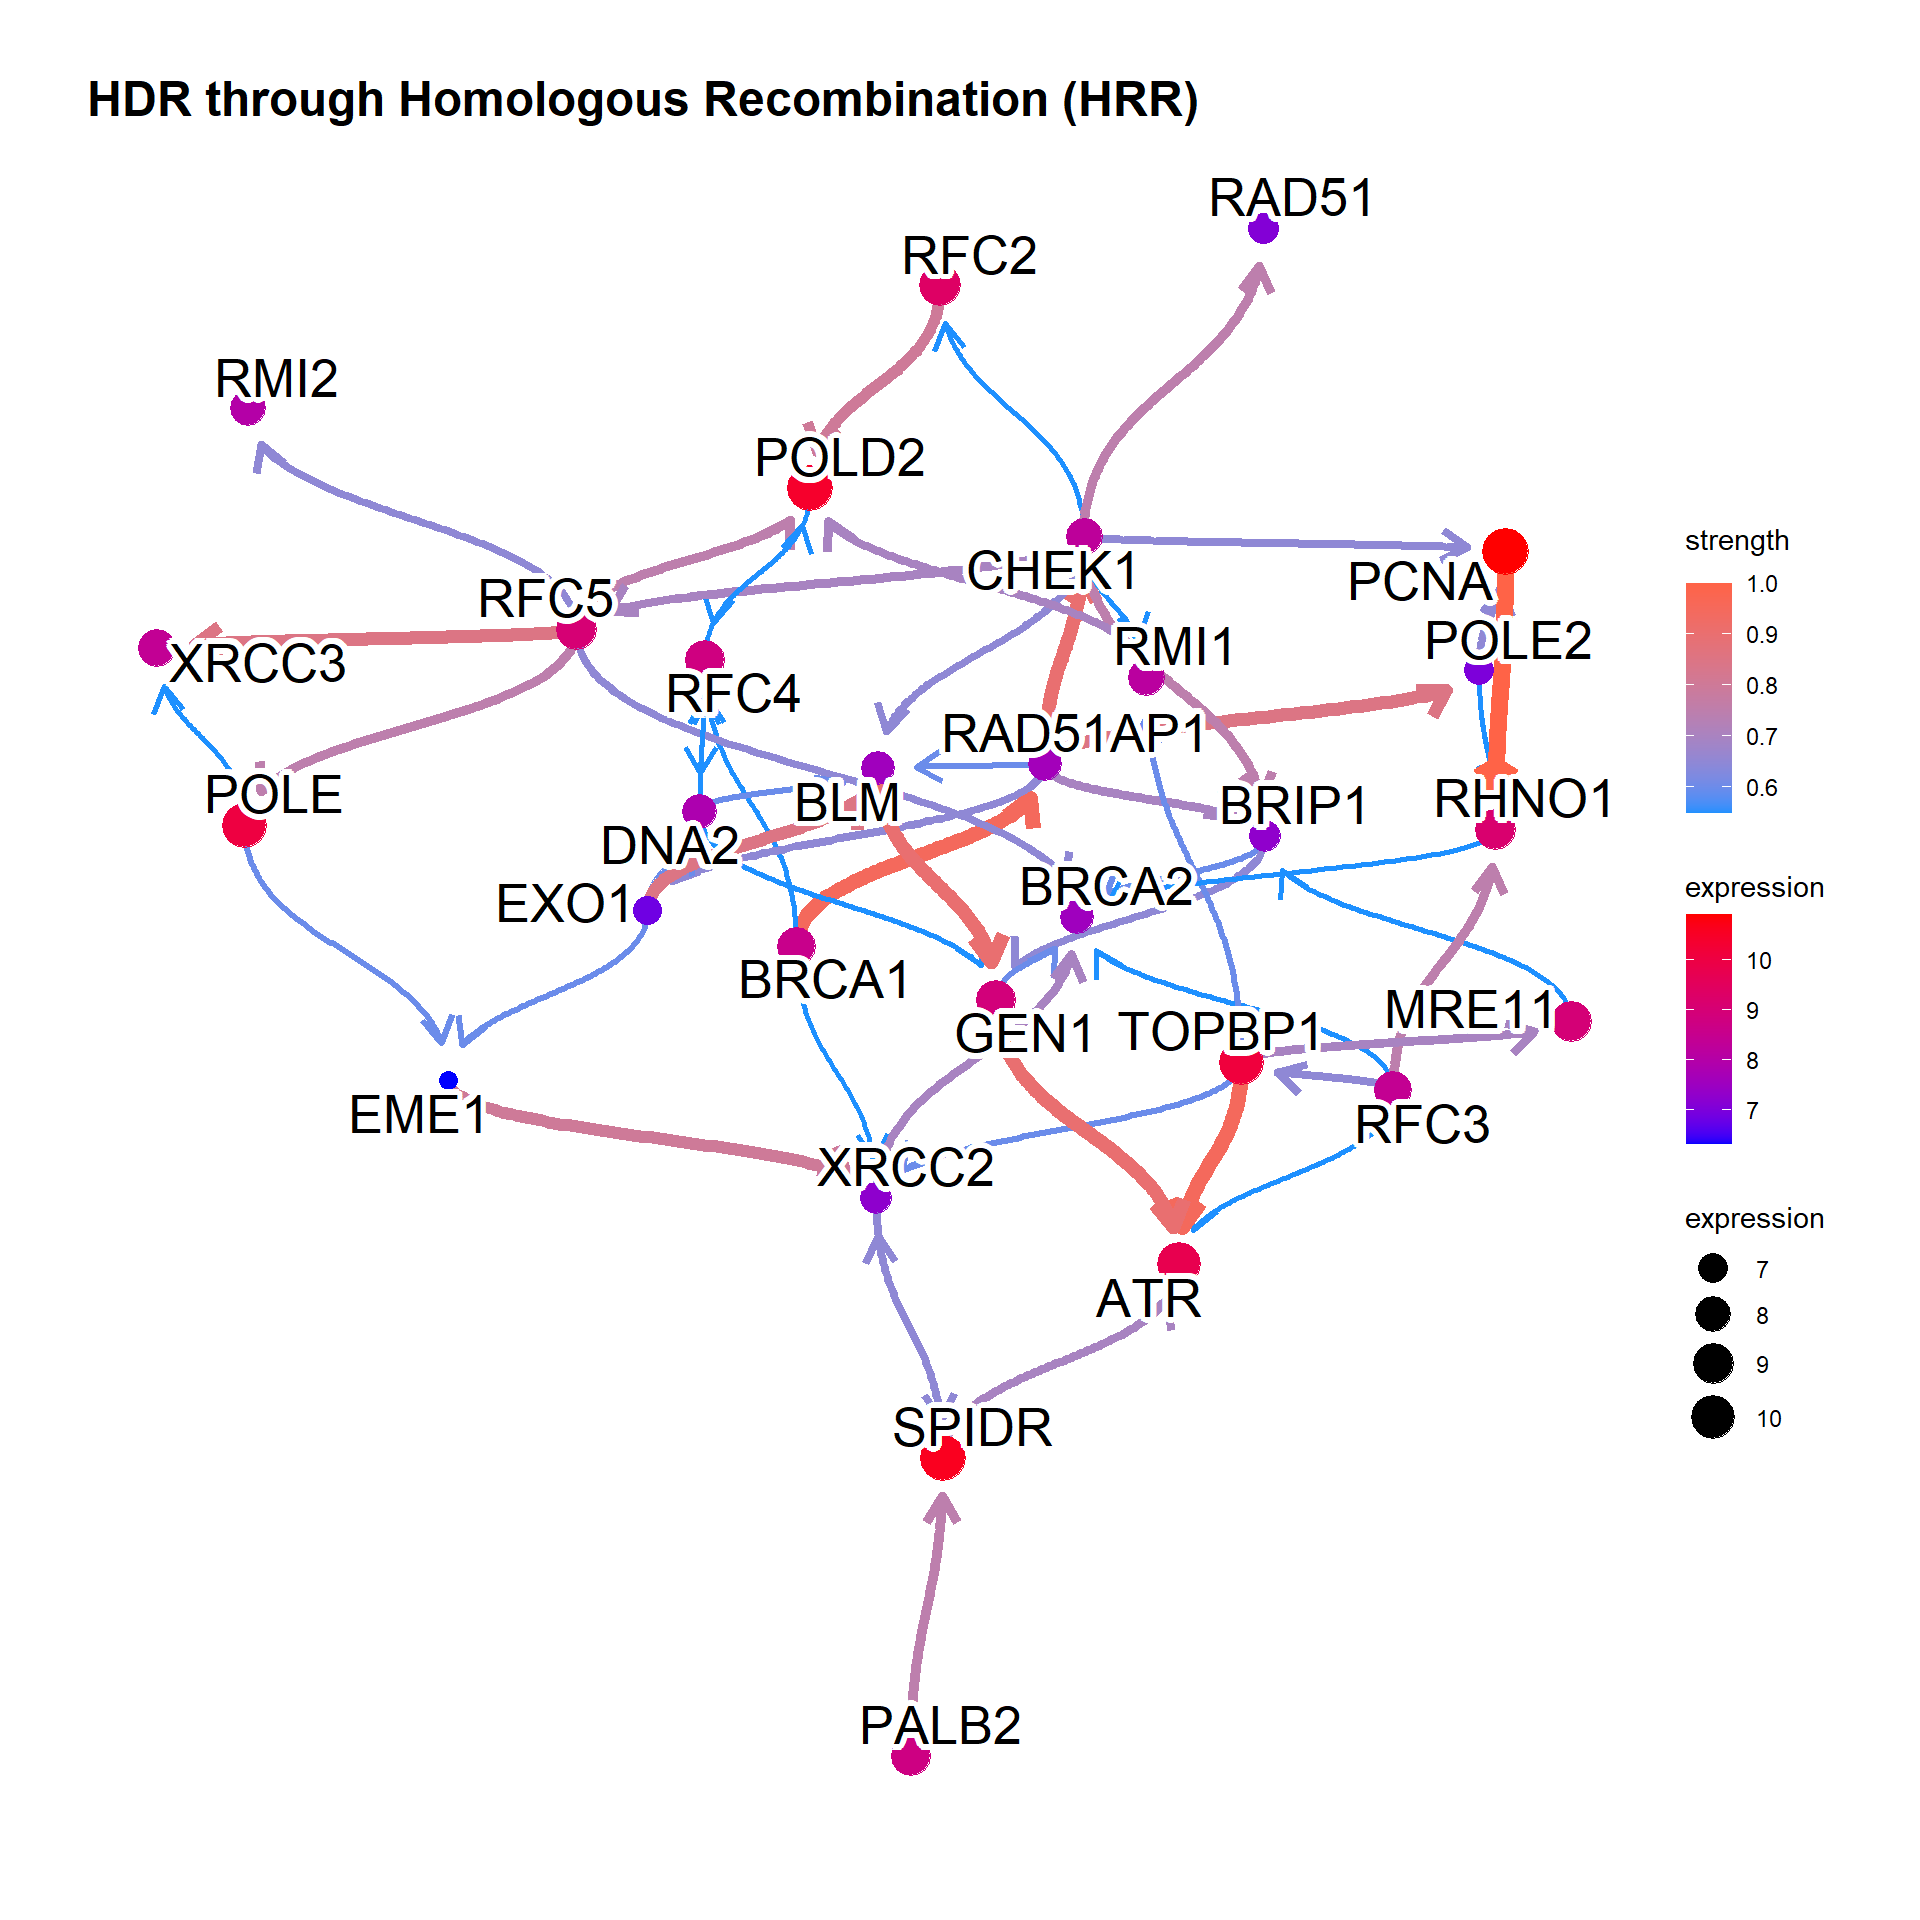 HDR through Homologous Recombination (HRR)
RAD51
RFC2
RMI2
POLD2
CHEK1
PCNA
RFC5
XRCC3
RFC4
RMI1
POLE2
RAD51AP1
POLE
BLM
BRIP1
RHNO1
DNA2
EXO1
BRCA2
BRCA1
GEN1
TOPBP1
MRE11
EME1
RFC3
XRCC2
ATR
SPIDR
PALB2
strength
1.0
0.9
0.8
0.7
0.6
expression
10
9
8
7
expression
7
8
9
10